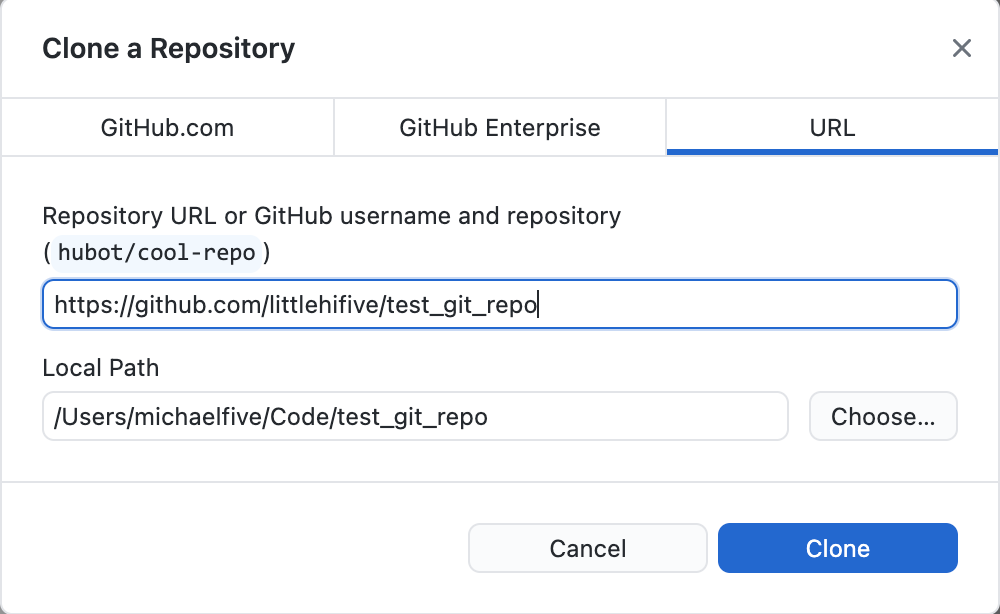 Clone a Repository
GitHub.com
GitHub Enterprise
URL
Repository URL or GitHub username and repository
(hubot/cool-repo)
https://github.com/littlehifive/test_git_repo
Local Path
/Users/michaelfive/Code/test_git_repo
Choose...
Cancel
Clone